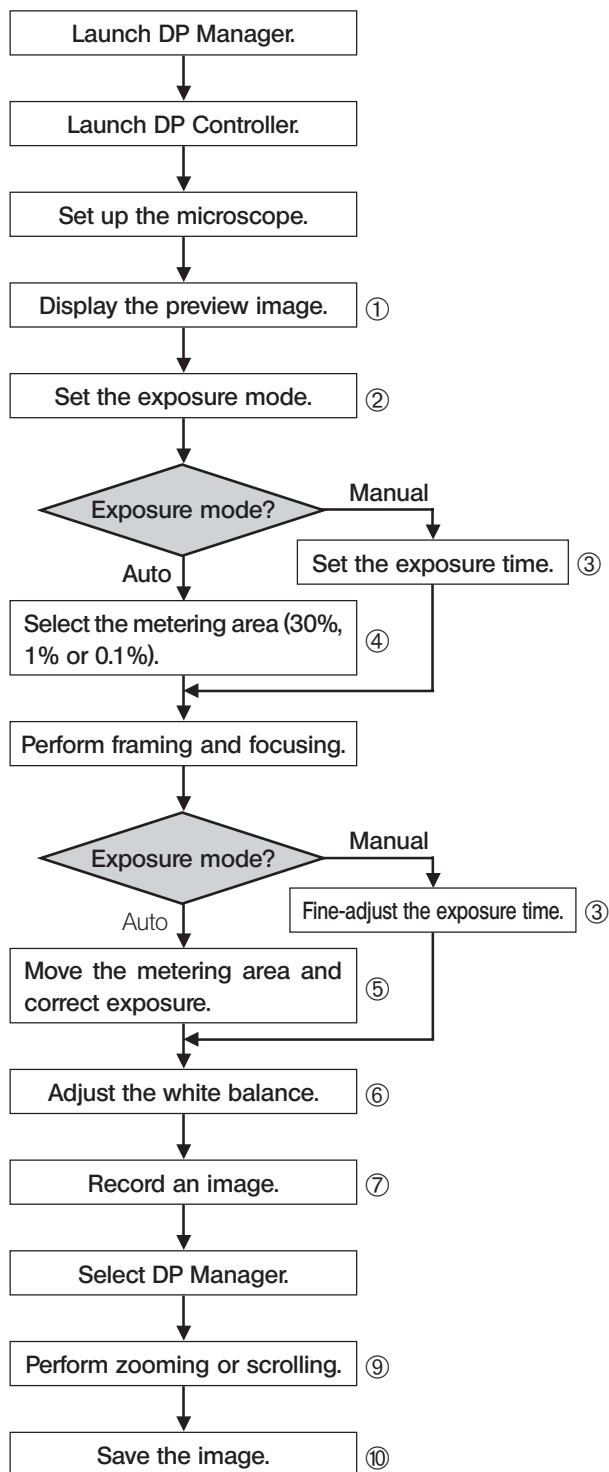 Launch DP Manager.
Launch DP Controller.
Set up the microscope.
Display the preview image. ①
Set the exposure mode. ②
Exposure mode?
Manual
Set the exposure time. ③
Auto
Select the metering area (30%,
1% or 0.1%). ④
Perform framing and focusing.
Exposure mode?
Manual
Fine-adjust the exposure time. ③
Auto
Move the metering area and
correct exposure. ⑤
Adjust the white balance. ⑥
Record an image. ⑦
Select DP Manager.
Perform zooming or scrolling. ⑨
Save the image. ⑩